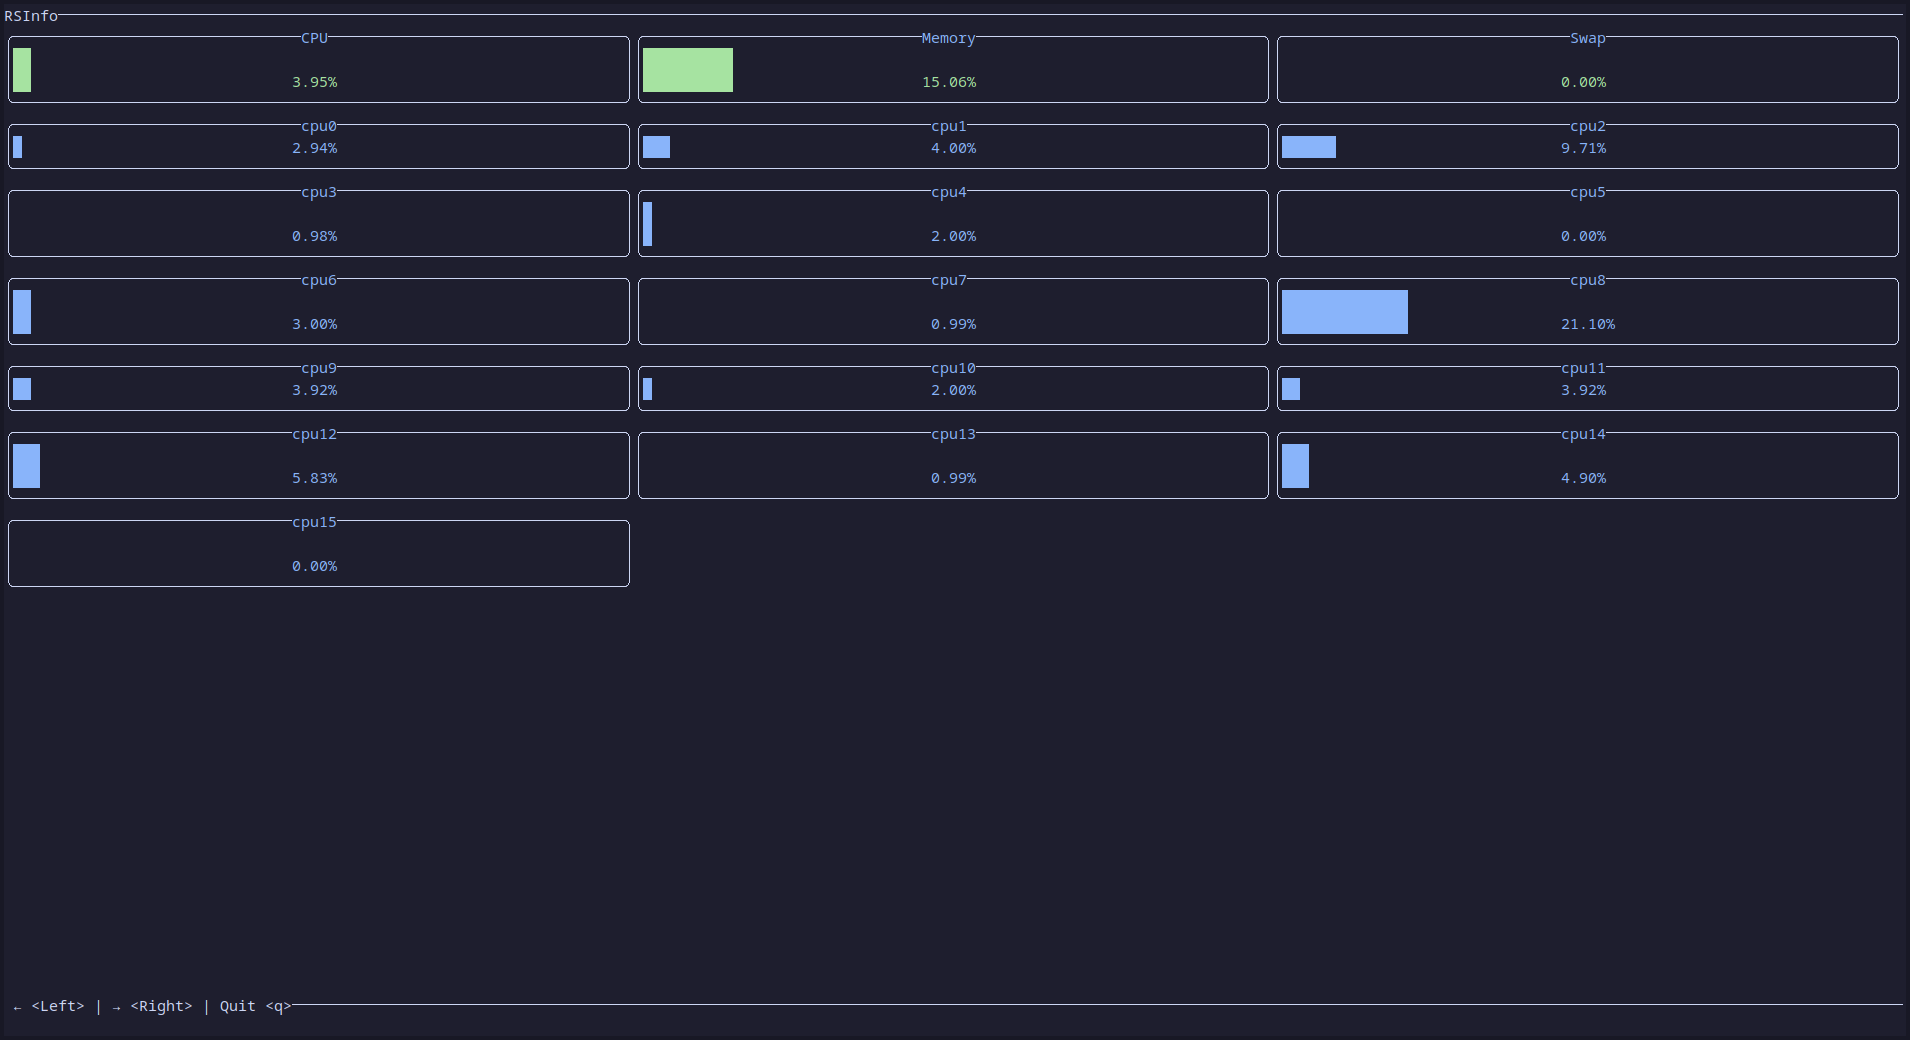 RSInfo
CPU Memory Swap
3.95% 15.06% 0.00%
cpu0 cpu1 cpu2
2.94% 4.00% 9.71%
cpu3 cpu4 cpu5
0.98% 2.00% 0.00%
cpu6 cpu7 cpu8
3.00% 0.99% 21.10%
cpu9 cpu10 cpu11
3.92% 2.00% 3.92%
cpu12 cpu13 cpu14
5.83% 0.99% 4.90%
cpu15
0.00%
← <Left> | → <Right> | Quit <q>